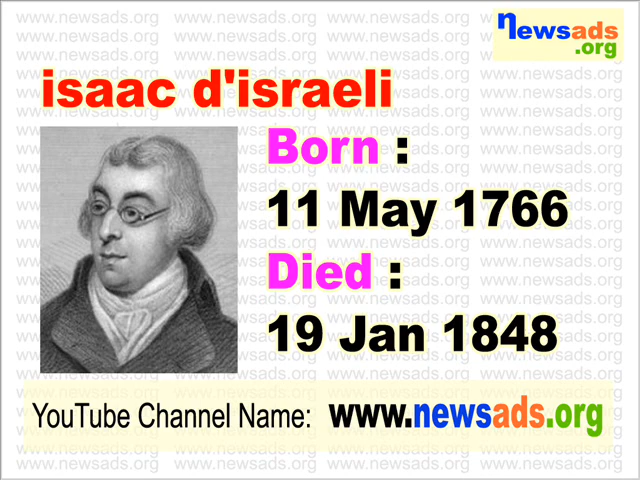 newsads
.org
isaac d'israeli
Born :
11 May 1766
Died :
19 Jan 1848
YouTube Channel Name: www.newsads.org